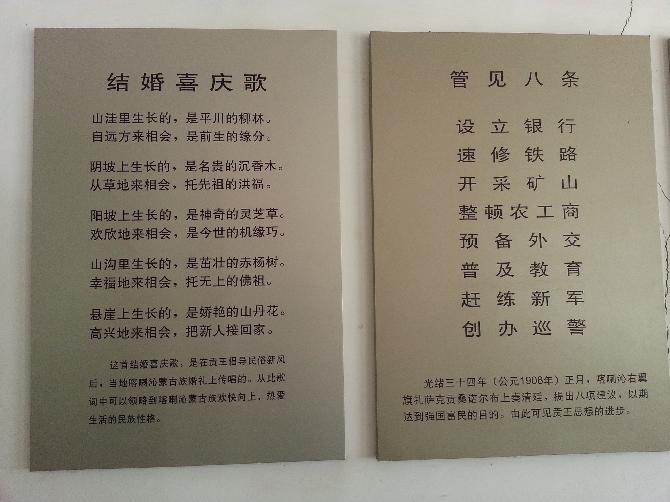 结婚喜庆歌
山洼里生长的，是平川的柳林。
自远方来相会，是前生的缘分。
阴坡上生长的，是名贵的沉香木。
从草地来相会，托先祖的洪福。
阳坡上生长的，是神奇的灵芝草。
欢欣地来相会，是今世的机缘巧。
山沟里生长的，是茁壮的赤杨树。
幸福地来相会，托无上的佛祖。
悬崖上生长的，是娇艳的山丹花。
高兴地来相会，把新人接回家。
这首结婚喜庆歌，是在贡王倡导民俗新风
后，当地喀喇沁蒙古族婚礼上传唱的。从此歌
词中可以领略到喀喇沁蒙古族欢快向上，热爱
生活的民族性格。
管见八条
设立银行
速修铁路
开采矿山
整顿农工商
预备外交
普及教育
赶练新军
创办巡警
光绪三十四年（公元1908年）正月，喀喇沁右翼
旗札萨克贡桑诺尔布上奏清廷，提出八项建议，以期
达到强国富民的目的。由此可见贡王思想的进步。